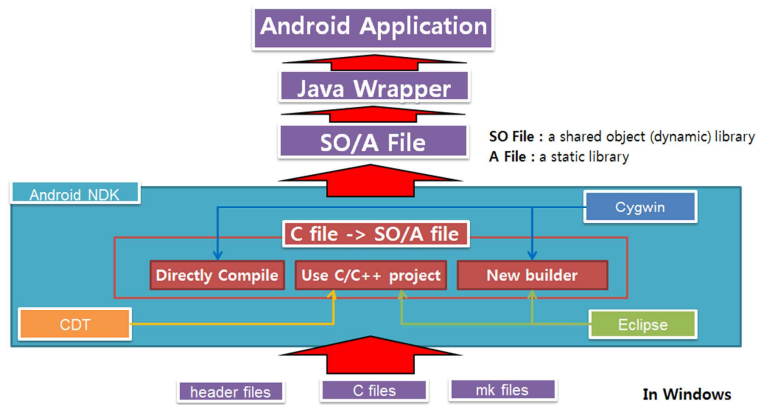 Android Application
Java Wrapper
SO/A File
SO File : a shared object (dynamic) library
A File : a static library
Android NDK
Cygwin
C file -> SO/A file
Directly Compile
Use C/C++ project
New builder
CDT
Eclipse
header files
C files
mk files
In Windows